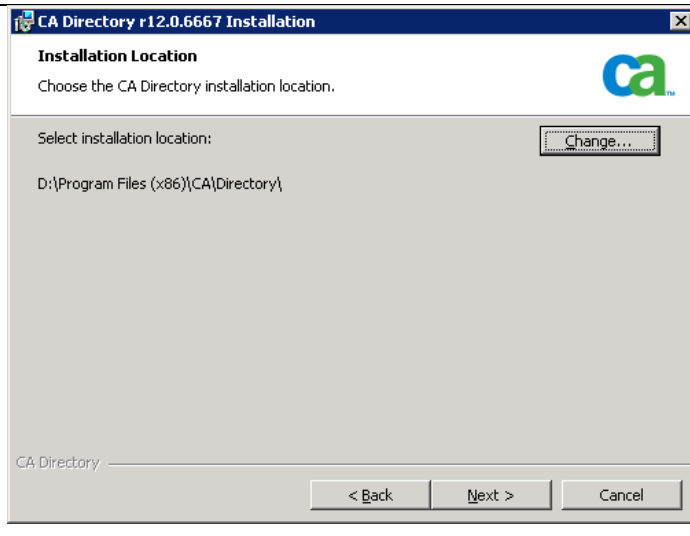 CA Directory r12.0.6667 Installation
Installation Location
Choose the CA Directory installation location.
ca
TM
Select installation location:
Change...
D:\Program Files (x86)\CA\Directory\
CA Directory
< Back
Next >
Cancel